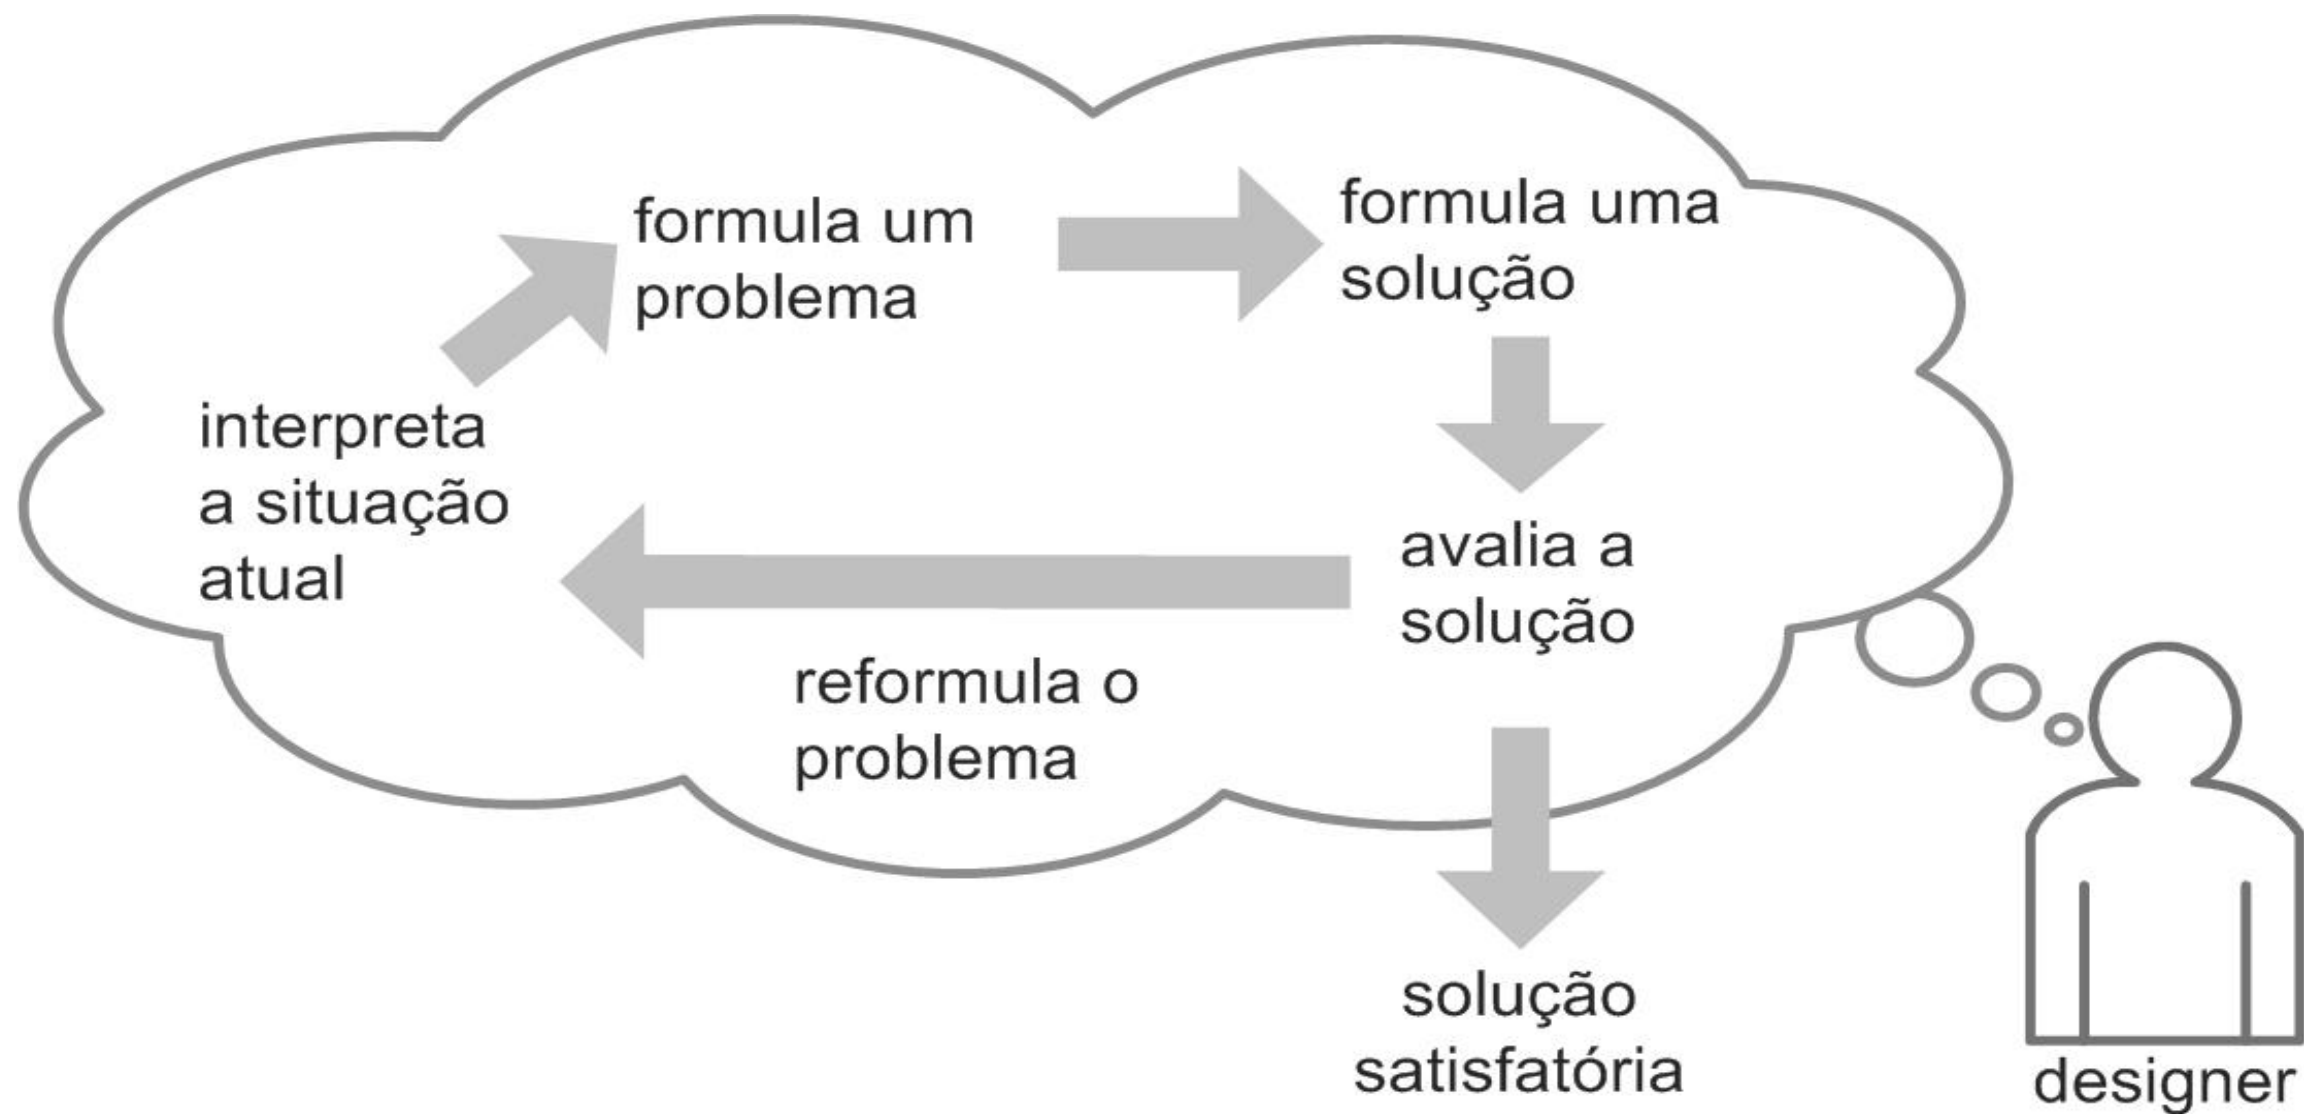 formula um
problema
formula uma
solução
interpreta
a situação
atual
avalia a
solução
reformula o
problema
solução
satisfatória
designer